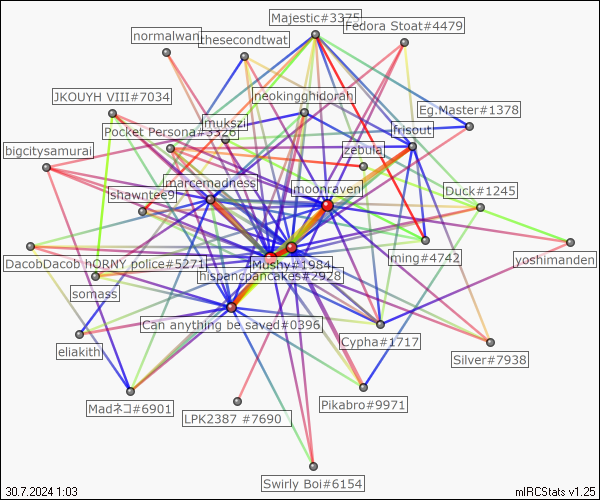 Majestic#3375
Fedora Stoat#4479
normalwan
thesecondtwat
JKOUYH VIII#7034
neokingghidorah
Eg.Master#1378
mukszi
Pocket Persona#3326
frisout
bigcitysamurai
zebula
marcemadness
moonraven
shawntee9
Duck#1245
DacobDacob hORNY police#5271
Mushy#1984
hispancpancakes#2928
ming#4742
yoshimanden
somass
Can anything be saved#0396
Cypha#1717
eliakith
Silver#7938
Madネコ#6901
LPK2387 #7690
Pikabro#9971
Swirly Boi#6154
30.7.2024 1:03
mIRCStats v1.25